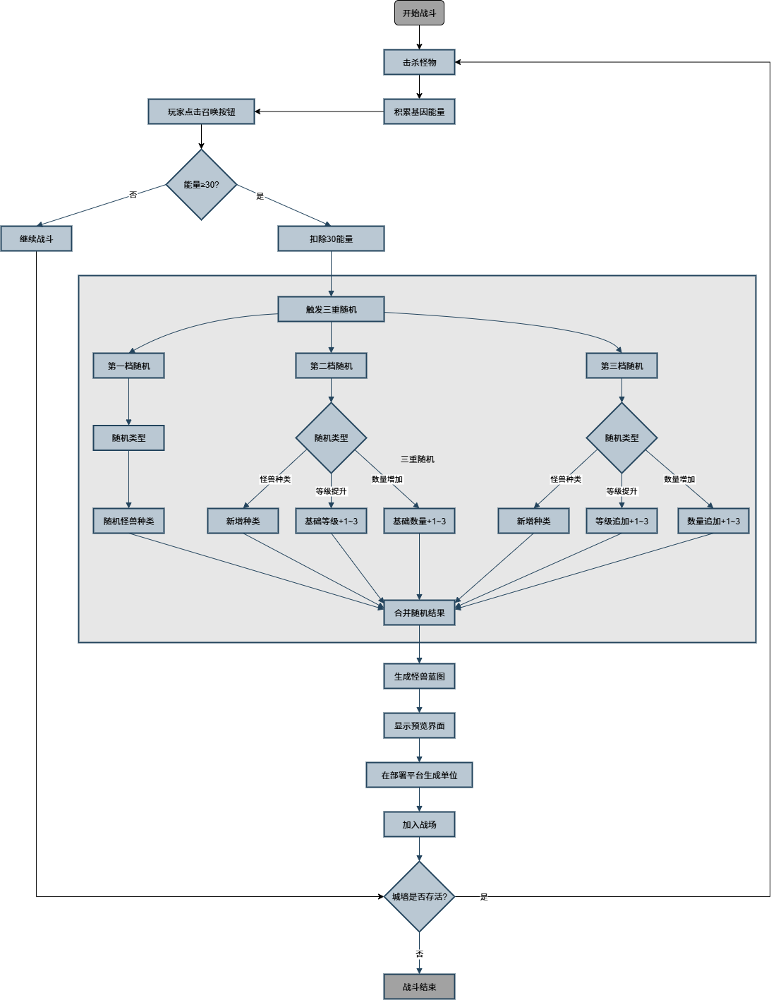 开始战斗
击杀怪物
积累基因能量
玩家点击召唤按钮
能量≥30?
否
是
继续战斗
扣除30能量
触发三重随机
第一档随机
第二档随机
第三档随机
随机类型
随机类型
随机类型
三重随机
怪兽种类
等级提升
数量增加
怪兽种类
等级提升
数量增加
随机怪兽种类
新增种类
基础等级+1~3
基础数量+1~3
新增种类
等级追加+1~3
数量追加+1~3
合并随机结果
生成怪兽蓝图
显示预览界面
在部署平台生成单位
加入战场
城墙是否存活?
是
否
战斗结束